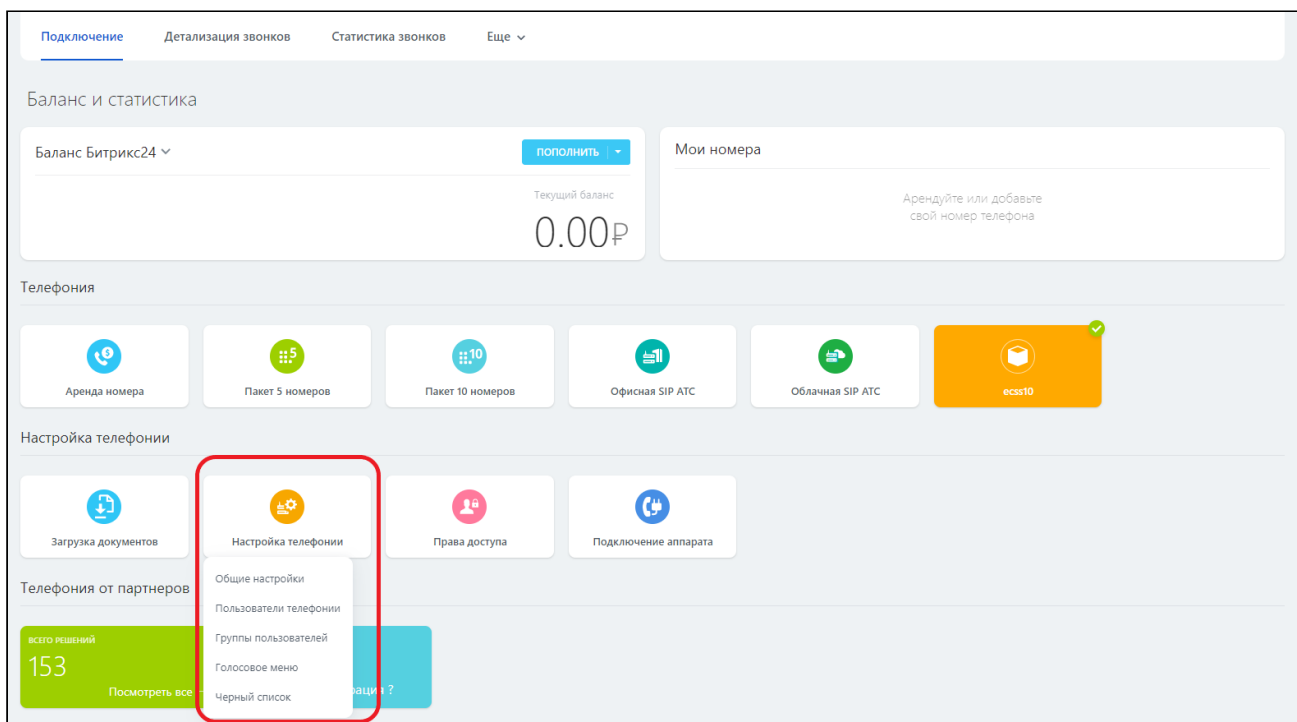 Подключение Детализация звонков Статистика звонков Еще
Баланс и статистика
Баланс Битрикс24 ПОПОЛНИТЬ
Текущий баланс
0.00₽
Мои номера
Арендуйте или добавьте
свой номер телефона
Телефония
Аренда номера
5
Пакет 5 номеров
10
Пакет 10 номеров
Офисная SIP АТС
Облачная SIP АТС
ecss10
Настройка телефонии
Загрузка документов
Настройка телефонии
Права доступа
Подключение аппарата
Общие настройки
Пользователи телефонии
Группы пользователей
Голосовое меню
Черный список
Телефония от партнеров
ВСЕГО РЕШЕНИЙ
153
Посмотреть все
?